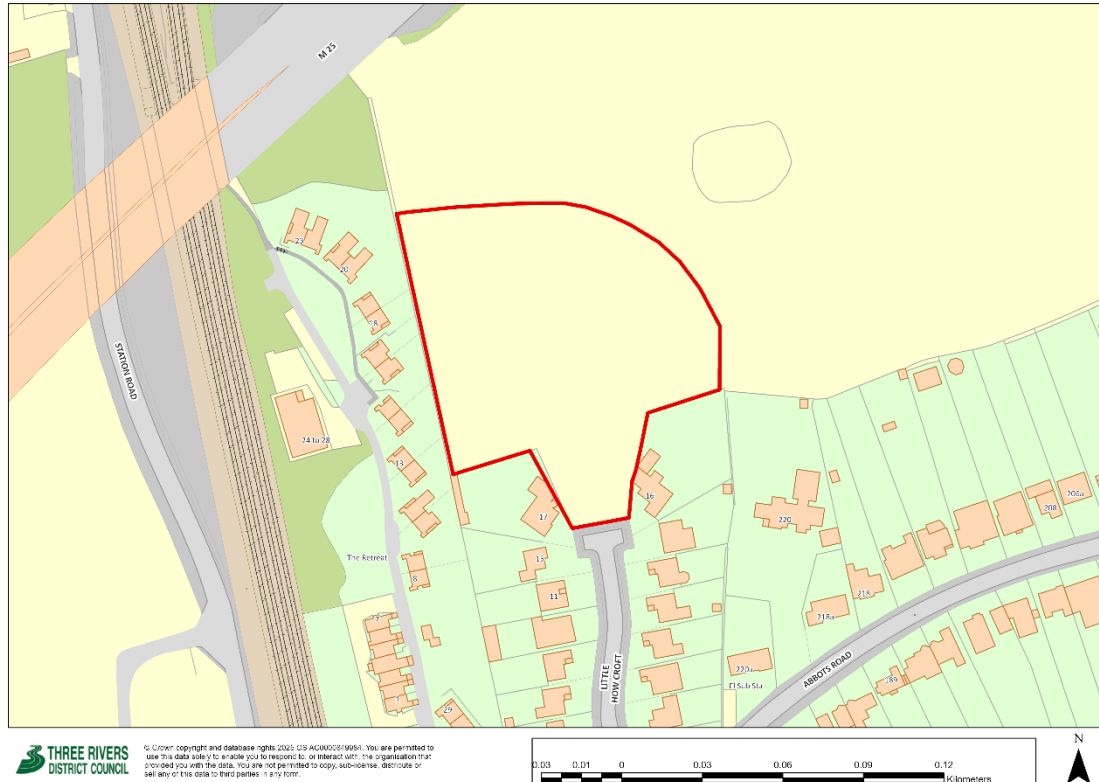 M 25
23
20
18
STATION ROAD
24 to 28
13
16
17
220
206a
208
The Retreat
15
8
11
218
218a
7
LITTLE
HOW CROFT
220a
ABBOTS ROAD
El Sub Sta
189
1
29
N
THREE RIVERS
DISTRICT COUNCIL
© Crown copyright and database rights 2025 OS AC0000849984. You are permitted to
use this data solely to enable you to respond to, or interact with, the organisation that
provided you with the data. You are not permitted to copy, sub-license, distribute or
sell any of this data to third parties in any form.
0.03 0.01 0 0.03 0.06 0.09 0.12
Kilometers